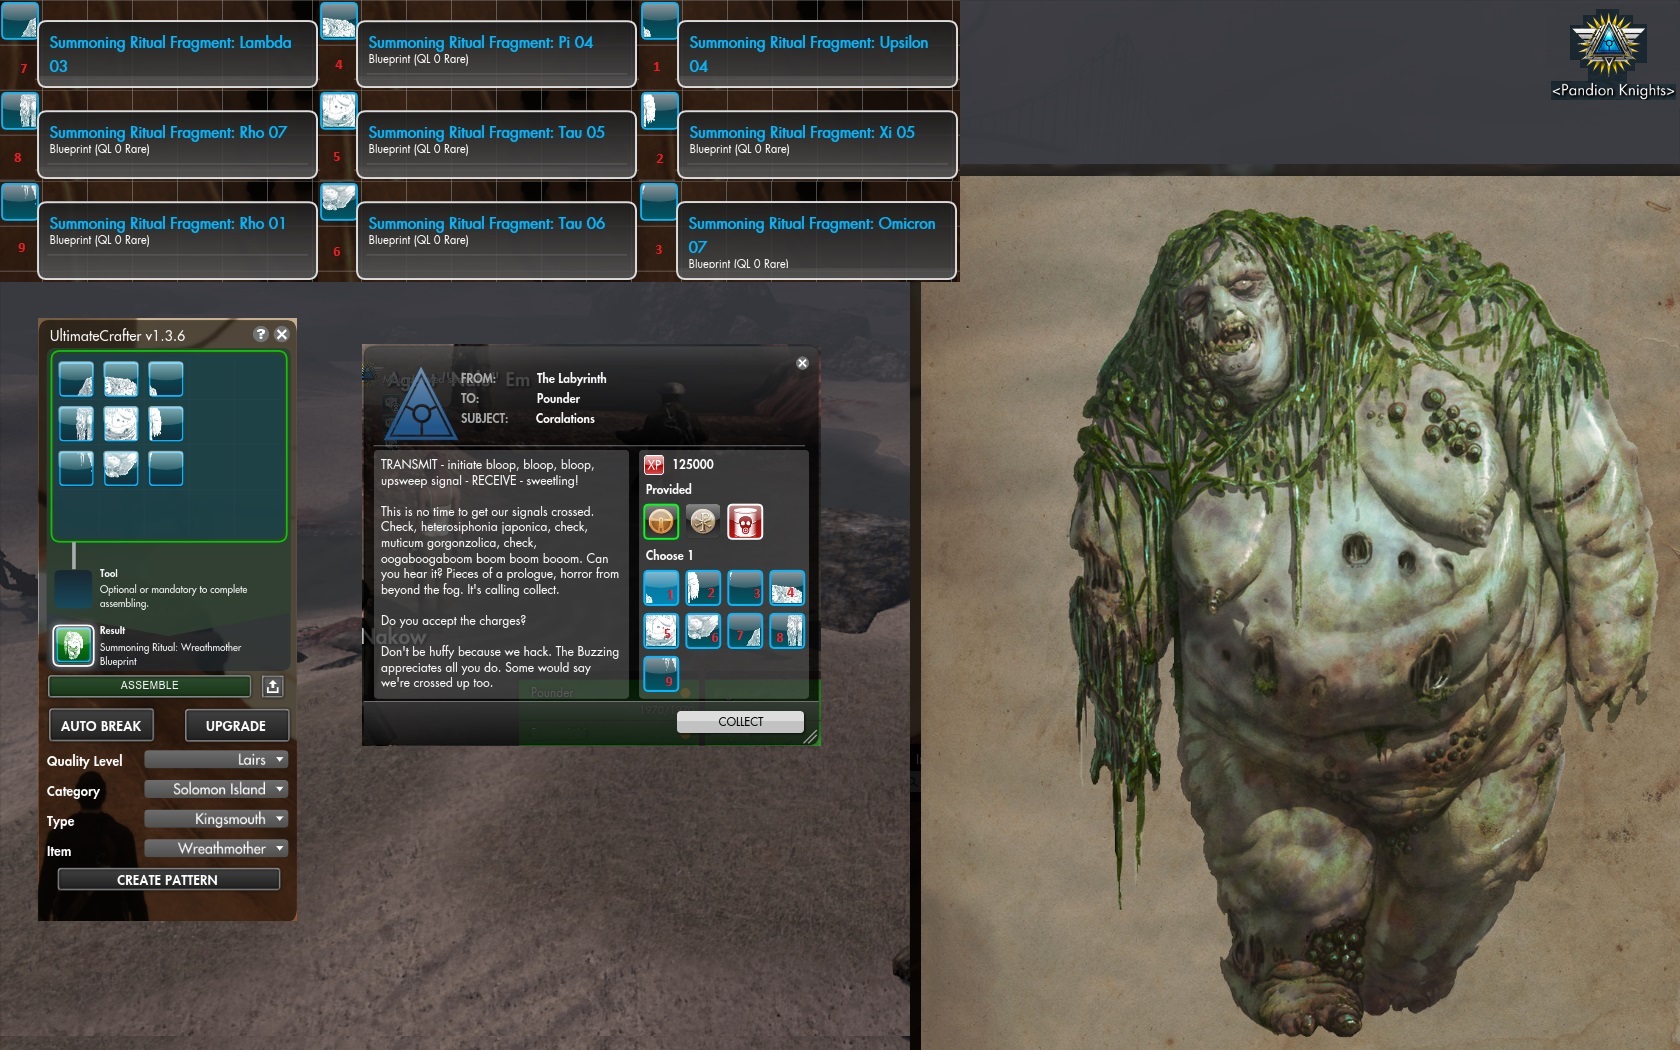 Summoning Ritual Fragment: Lambda
03
7
Summoning Ritual Fragment: Pi 04
Blueprint (QL 0 Rare)
4
Summoning Ritual Fragment: Upsilon
04
1
Summoning Ritual Fragment: Rho 07
Blueprint (QL 0 Rare)
8
Summoning Ritual Fragment: Tau 05
Blueprint (QL 0 Rare)
5
Summoning Ritual Fragment: Xi 05
Blueprint (QL 0 Rare)
2
Summoning Ritual Fragment: Rho 01
Blueprint (QL 0 Rare)
9
Summoning Ritual Fragment: Tau 06
Blueprint (QL 0 Rare)
6
Summoning Ritual Fragment: Omicron
07
Blueprint (QL 0 Rare)
3
<Pandion Knights>
UltimateCrafter v1.3.6
?
Tool
Optional or mandatory to complete
assembling.
Result
Summoning Ritual: Wreathmother
Blueprint
ASSEMBLE
AUTO BREAK
UPGRADE
Quality Level
Lairs
Category
Solomon Island
Type
Kingsmouth
Item
Wreathmother
CREATE PATTERN
FROM:
The Labyrinth
TO:
Pounder
SUBJECT:
Coralations
TRANSMIT - initiate bloop, bloop, bloop,
upsweep signal - RECEIVE - sweetling!
This is no time to get our signals crossed.
Check, heterosiphonia japonica, check,
muticum gorgonzolica, check,
oogaboogaboom boom boom booom. Can
you hear it? Pieces of a prologue, horror from
beyond the fog. It's calling collect.
Do you accept the charges?
Nakow
Don't be huffy because we hack. The Buzzing
appreciates all you do. Some would say
we're crossed up too.
Pounder
XP 125000
Provided
Choose 1
1 2 3 4
5 6 7 8
9
COLLECT